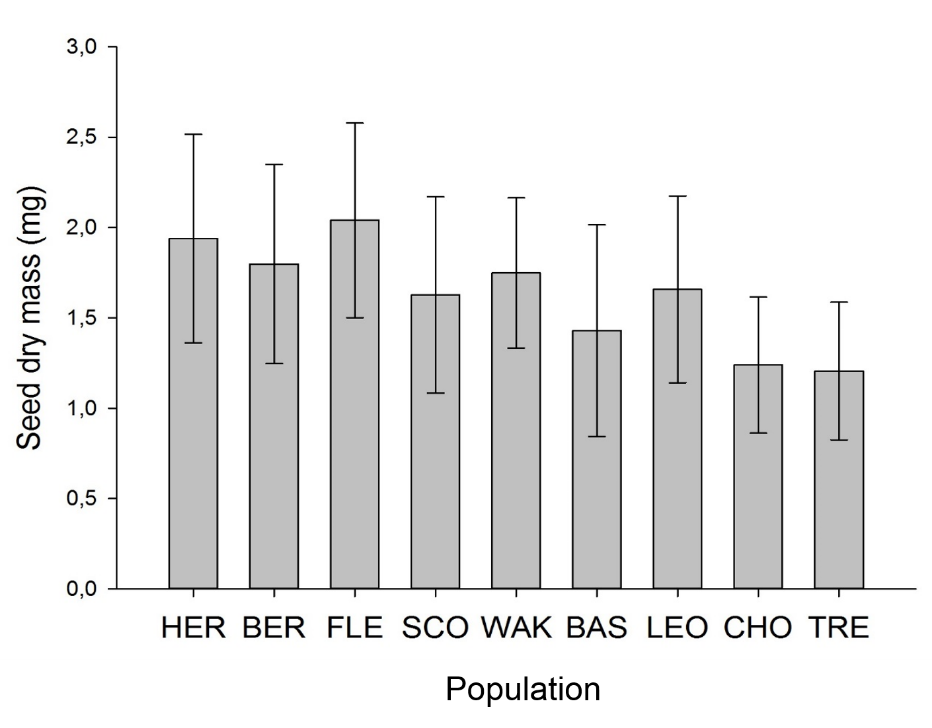 3,0
2,5
2,0
1,5
1,0
0,5
0,0
Seed dry mass (mg)
HER BER FLE SCO WAK BAS LEO CHO TRE
Population